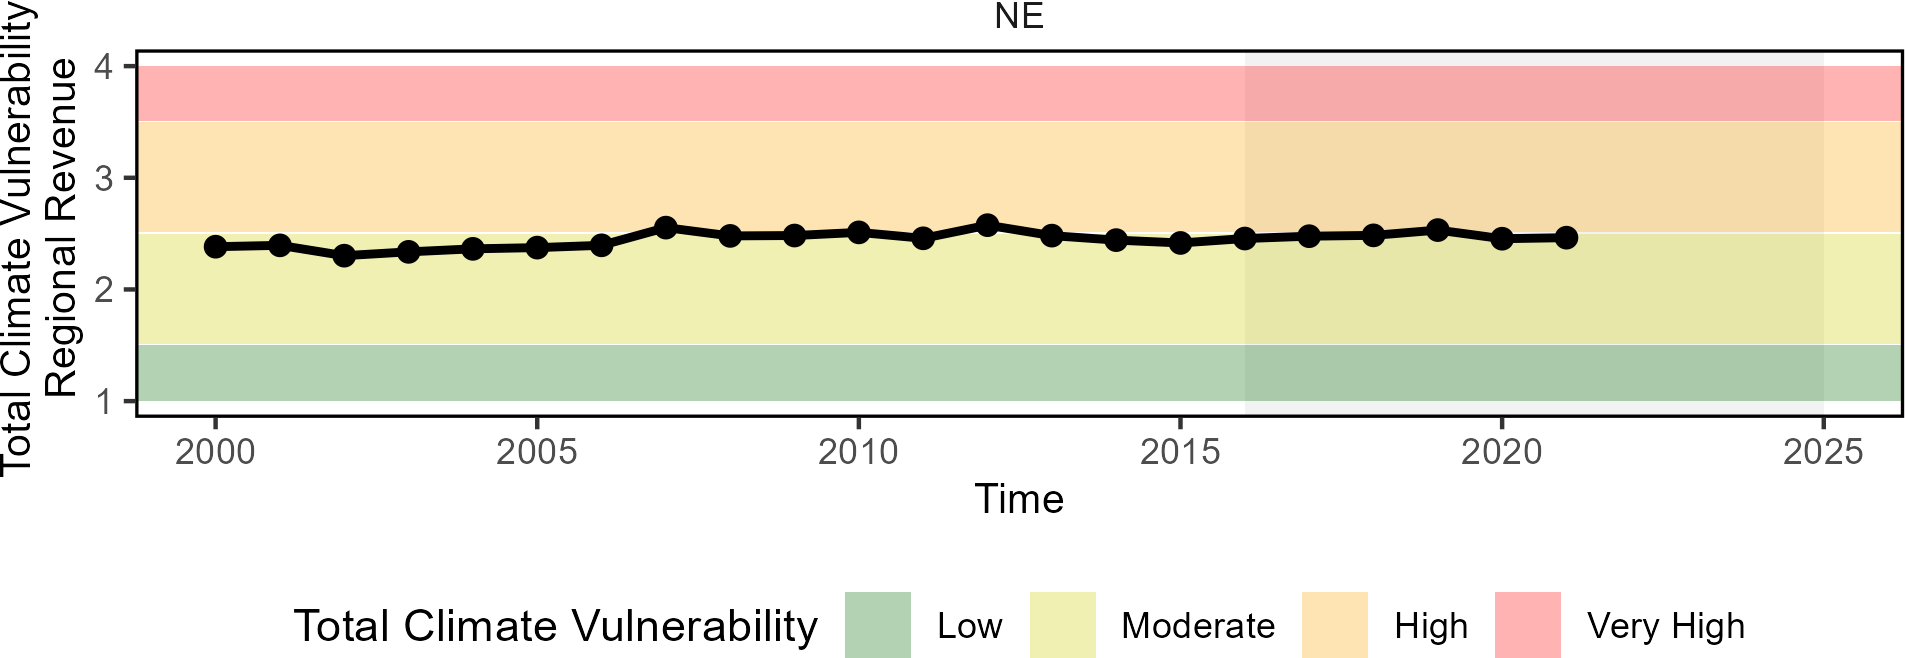 NE
Total Climate Vulnerability
Regional Revenue
4
3
2
1
2000 2005 2010 2015 2020 2025
Time
Total Climate Vulnerability Low Moderate High Very High